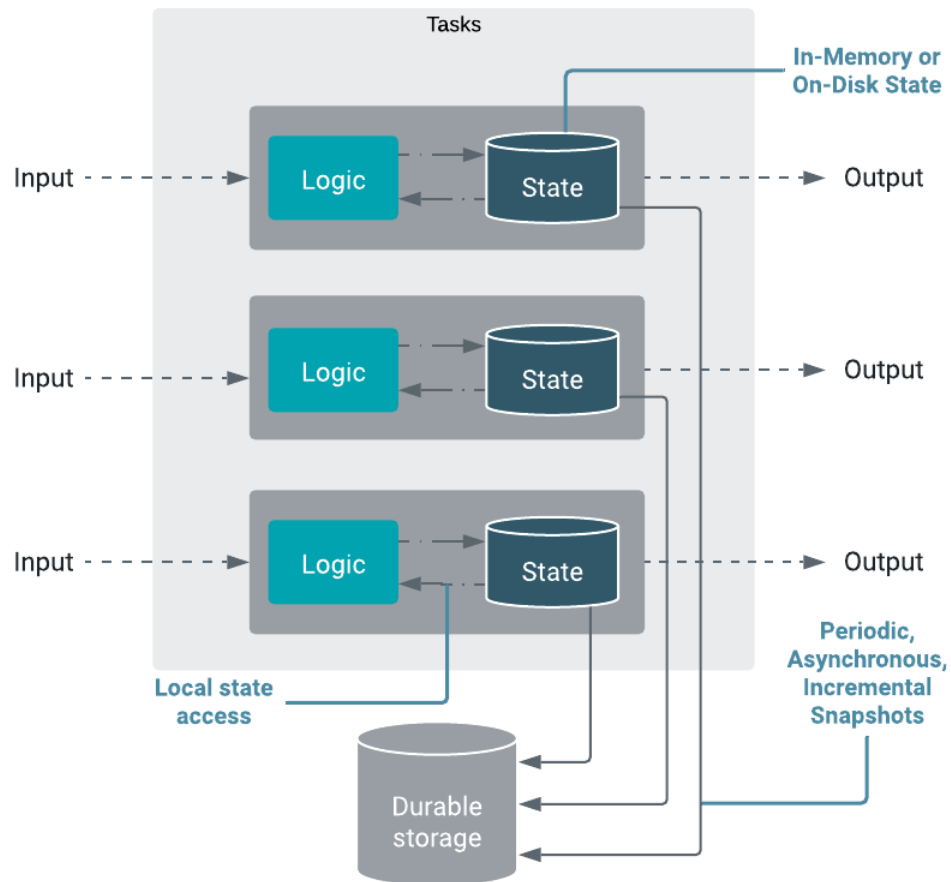 Tasks
In-Memory or
On-Disk State
Input
Logic
State
Output
Input
Logic
State
Output
Input
Logic
State
Output
Local state
access
Periodic,
Asynchronous,
Incremental
Snapshots
Durable
storage